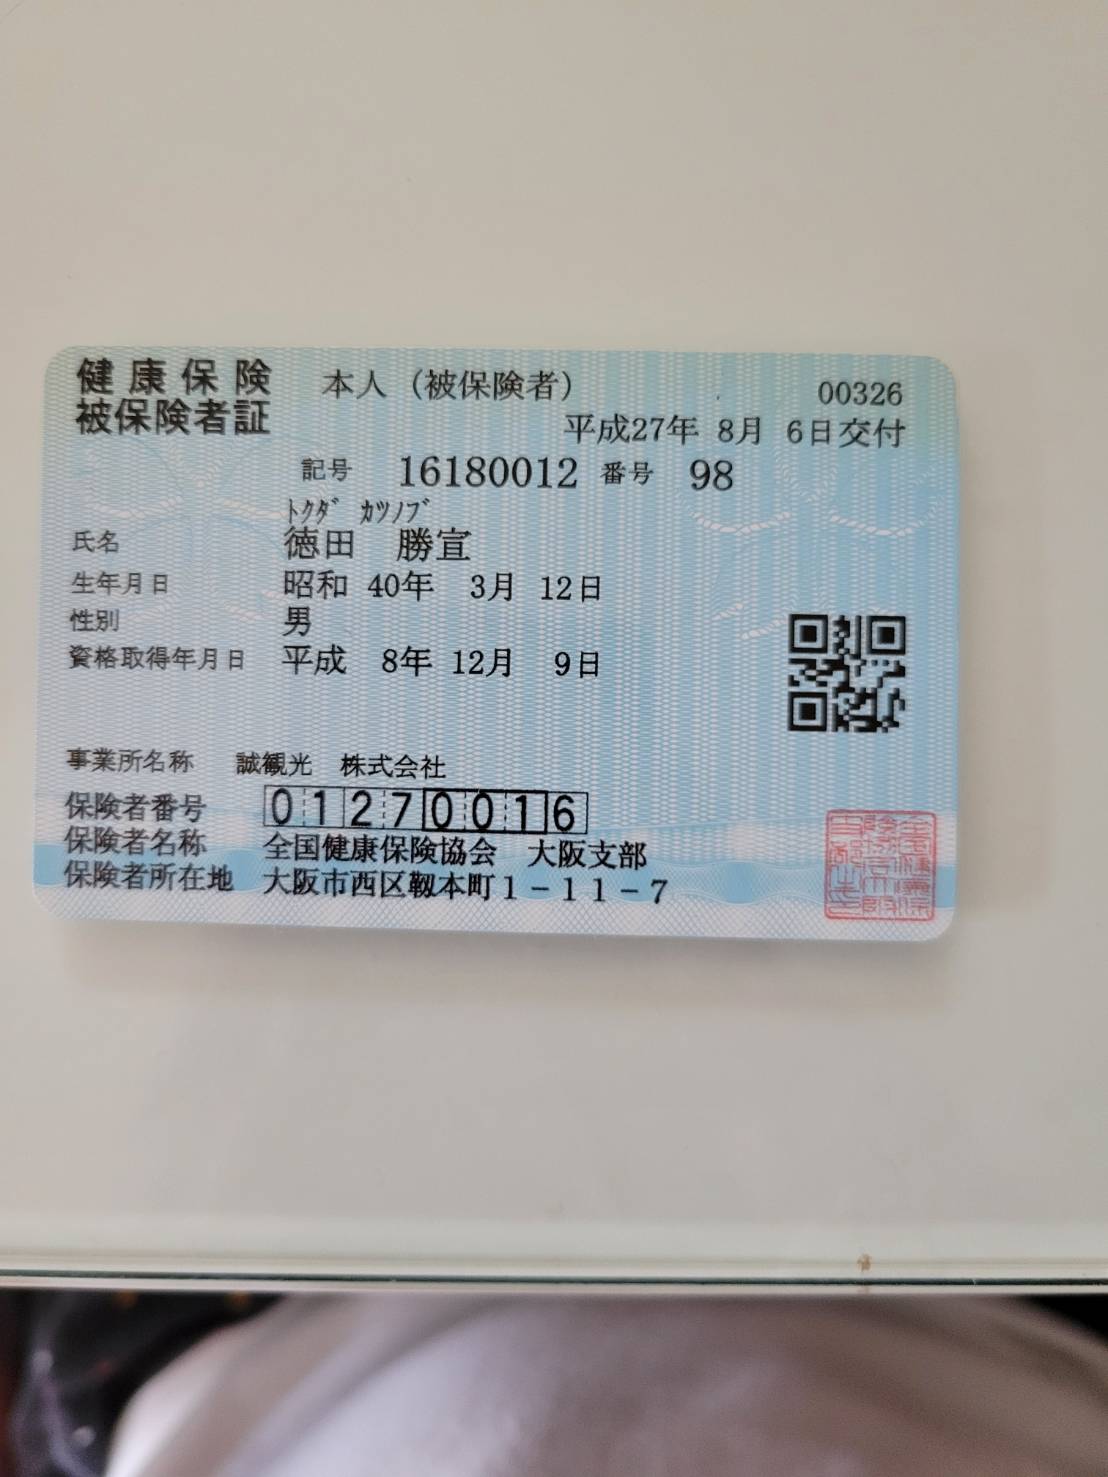 健康保険 本人（被保険者） 00326
被保険者証 平成27年 8月 6日交付
記号 16180012 番号 98
ﾄｸﾀﾞ ｶﾂﾉﾌﾞ
氏名 徳田 勝宣
生年月日 昭和 40年 3月 12日
性別 男
資格取得年月日 平成 8年 12月 9日
事業所名称 誠観光 株式会社
保険者番号 01270016
保険者名称 全国健康保険協会 大阪支部
保険者所在地 大阪市西区靱本町1－11－7